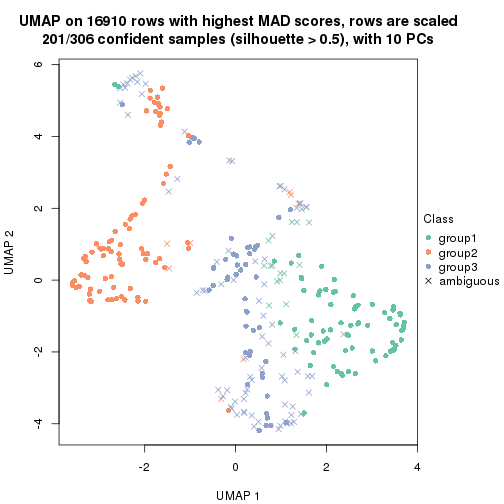 UMAP on 16910 rows with highest MAD scores, rows are scaled
201/306 confident samples (silhouette > 0.5), with 10 PCs
6
4
2
0
-2
-4
UMAP 2
-2
0
2
4
UMAP 1
Class
group1
group2
group3
ambiguous